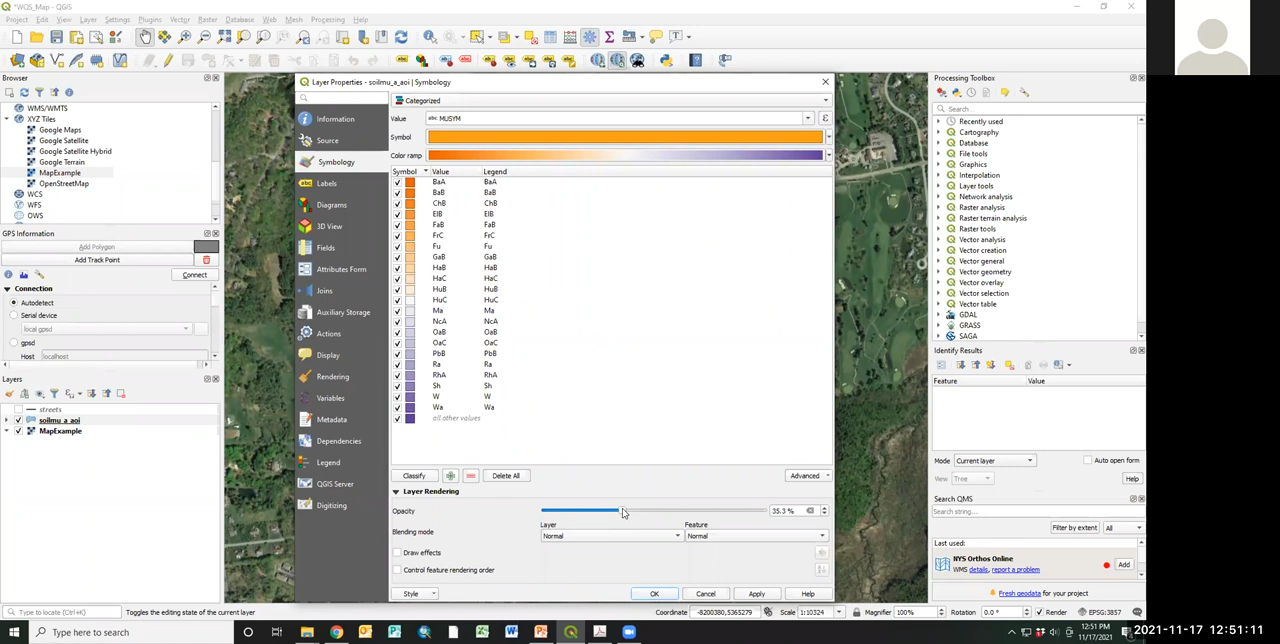 *WQS_Map - QGIS
Project Edit View Layer Settings Plugins Vector Raster Database Web Mesh Processing Help
Browser
WMS/WMTS
XYZ Tiles
Google Maps
Google Satellite
Google Satellite Hybrid
Google Terrain
MapExample
OpenStreetMap
WCS
WFS
OWS
GPS Information
Add Polygon
Add Track Point
Connect
Connection
Autodetect
Serial device
local gpsd
gpsd
Host localhost
Layers
streets
soilmu_a_aoi
MapExample
Layer Properties - soilmu_a_aoi | Symbology
Information
Source
Symbology
Labels
Diagrams
3D View
Fields
Attributes Form
Joins
Auxiliary Storage
Actions
Display
Rendering
Variables
Metadata
Dependencies
Legend
QGIS Server
Digitizing
Categorized
Value abc MUSYM
Symbol
Color ramp
Symbol Value Legend
BaA BaA
BaB BaB
ChB ChB
ElB ElB
FaB FaB
FrC FrC
Fu Fu
GaB GaB
HaB HaB
HaC HaC
HuB HuB
HuC HuC
Ma Ma
NcA NcA
OaB OaB
OaC OaC
PbB PbB
Ra Ra
RhA RhA
Sh Sh
W W
Wa Wa
all other values
Classify Delete All Advanced
Layer Rendering
Opacity 35.3 %
Layer Feature
Blending mode Normal Normal
Draw effects
Control feature rendering order
Style OK Cancel Apply Help
Processing Toolbox
Search...
Recently used
Cartography
Database
File tools
Graphics
Interpolation
Layer tools
Network analysis
Raster analysis
Raster terrain analysis
Raster tools
Vector analysis
Vector creation
Vector general
Vector geometry
Vector overlay
Vector selection
Vector table
GDAL
GRASS
SAGA
Identify Results
Feature Value
Mode Current layer Auto open form
View Tree Help
Search QMS
Search string...
Filter by extent All
Last used:
NYS Orthos Online
WMS details, report a problem Add
Fresh geodata for your project
Type to locate (Ctrl+K) Toggles the editing state of the current layer Coordinate -8200380,5365279 Scale 1:10324 Magnifier 100% Rotation 0.0 ° Render EPSG:3857
Type here to search
12:51 PM
11/17/2021
2021-11-17 12:51:11